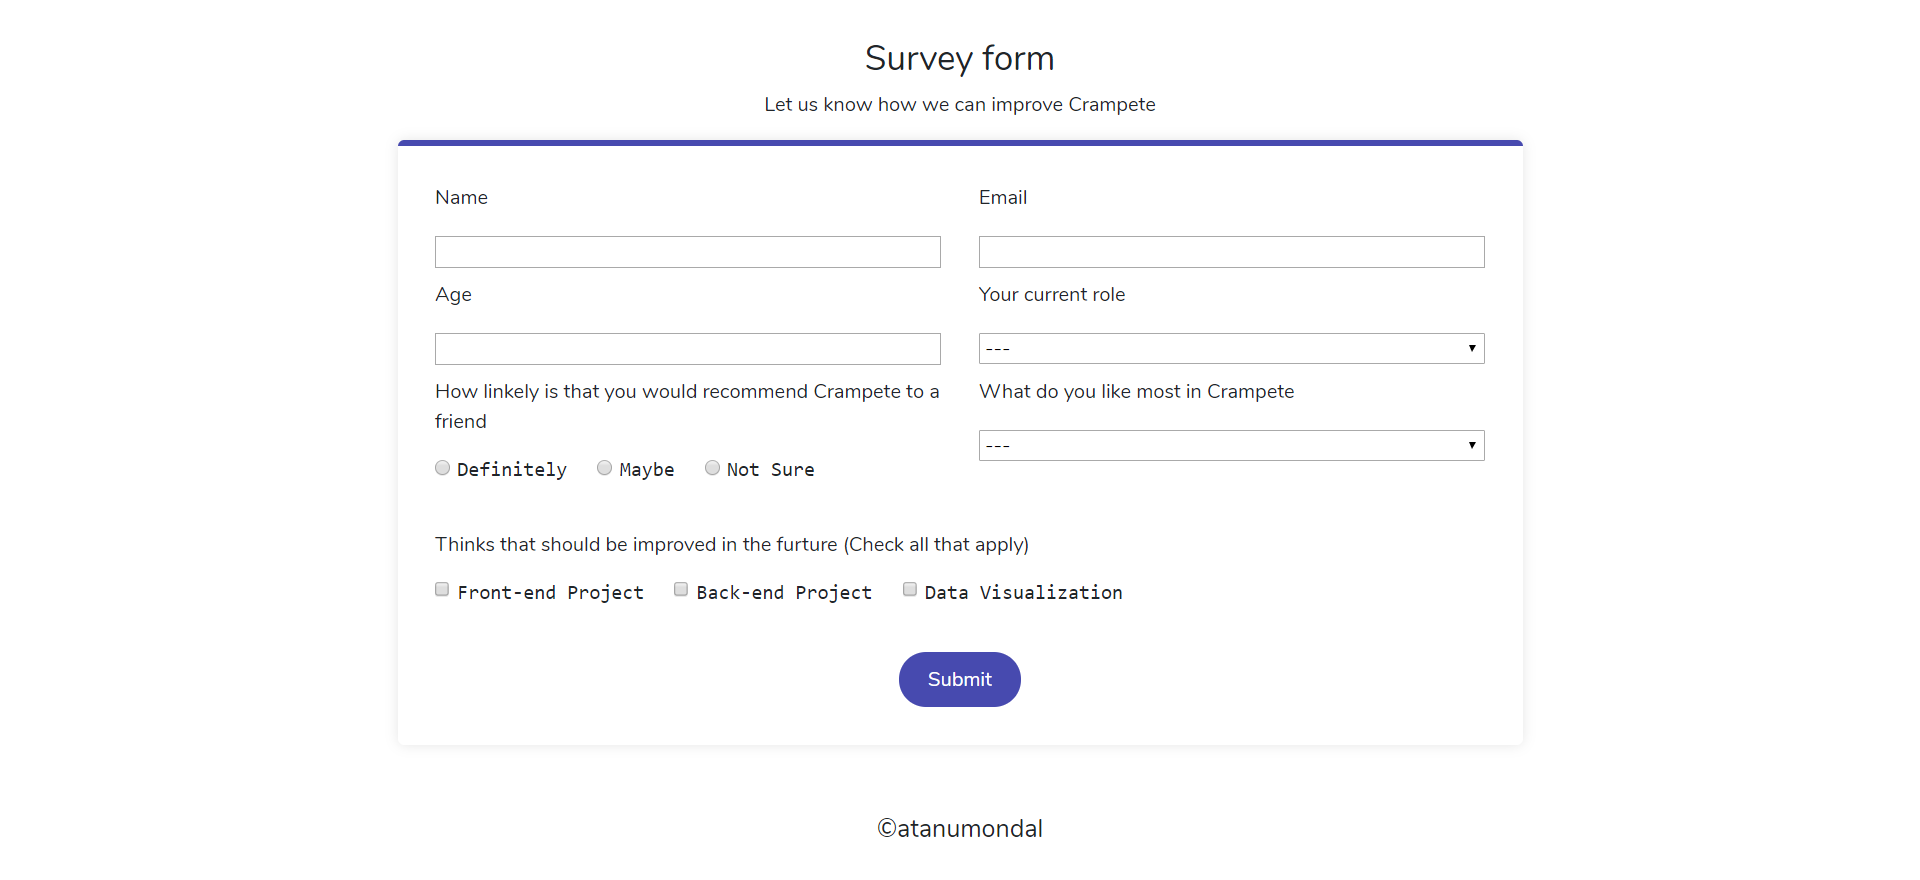 Survey form
Let us know how we can improve Crampete
Name
Email
Age
Your current role
---
How linkely is that you would recommend Crampete to a
friend
Definitely Maybe Not Sure
What do you like most in Crampete
---
Thinks that should be improved in the furture (Check all that apply)
Front-end Project Back-end Project Data Visualization
Submit
©atanumondal